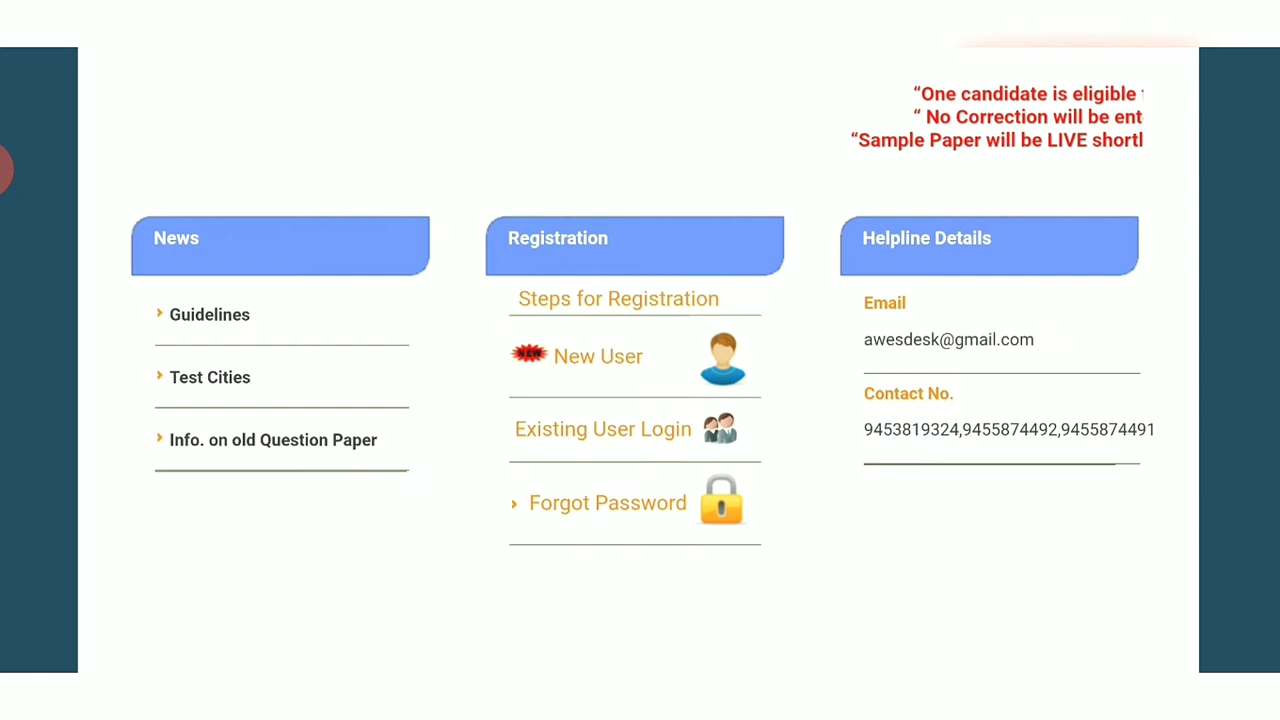 “One candidate is eligible
“ No Correction will be
“Sample Paper will be LIVE
News
Guidelines
Test Cities
Info. on old Question Paper
Registration
Steps for Registration
NEW New User
Existing User Login
Forgot Password
Helpline Details
Email
awesdesk@gmail.com
Contact No.
9453819324,9455874492,9455874491